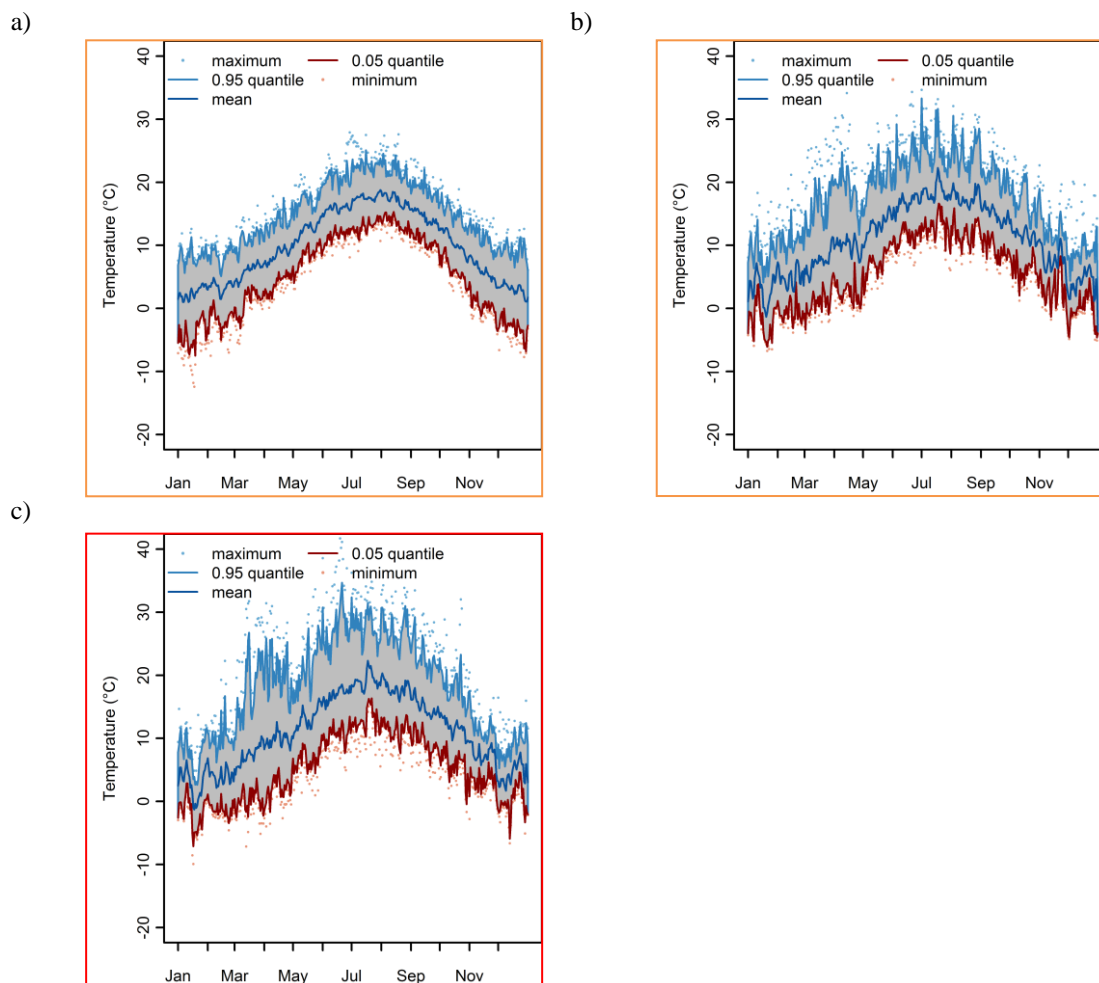 a)
b)
maximum 0.05 quantile
0.95 quantile minimum
mean
Temperature (°C)
40
30
20
10
0
-10
-20
Jan Mar May Jul Sep Nov
maximum 0.05 quantile
0.95 quantile minimum
mean
Temperature (°C)
40
30
20
10
0
-10
-20
Jan Mar May Jul Sep Nov
c)
maximum 0.05 quantile
0.95 quantile minimum
mean
Temperature (°C)
40
30
20
10
0
-10
-20
Jan Mar May Jul Sep Nov